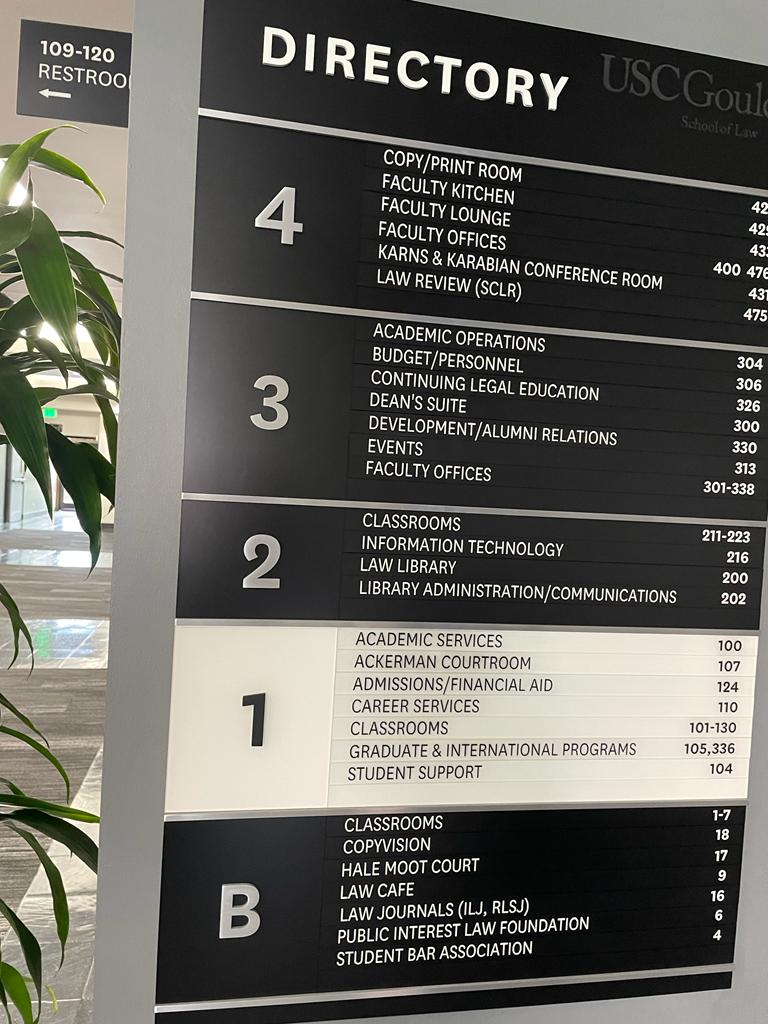 109-120
RESTROO
DIRECTORY
USC Goul
School of Law
4
COPY/PRINT ROOM
FACULTY KITCHEN
FACULTY LOUNGE
FACULTY OFFICES 400 476
KARNS & KARABIAN CONFERENCE ROOM 431
LAW REVIEW (SCLR) 475
3
ACADEMIC OPERATIONS 304
BUDGET/PERSONNEL 306
CONTINUING LEGAL EDUCATION 326
DEAN'S SUITE 300
DEVELOPMENT/ALUMNI RELATIONS 330
EVENTS 313
FACULTY OFFICES 301-338
2
CLASSROOMS 211-223
INFORMATION TECHNOLOGY 216
LAW LIBRARY 200
LIBRARY ADMINISTRATION/COMMUNICATIONS 202
1
ACADEMIC SERVICES 100
ACKERMAN COURTROOM 107
ADMISSIONS/FINANCIAL AID 124
CAREER SERVICES 110
CLASSROOMS 101-130
GRADUATE & INTERNATIONAL PROGRAMS 105,336
STUDENT SUPPORT 104
B
CLASSROOMS 1-7
COPYVISION 18
HALE MOOT COURT 17
LAW CAFE 9
LAW JOURNALS (ILJ, RLSJ) 16
PUBLIC INTEREST LAW FOUNDATION 6
STUDENT BAR ASSOCIATION 4